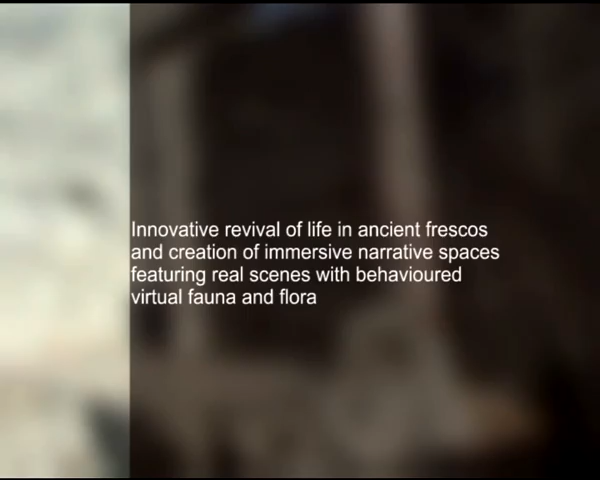 Innovative revival of life in ancient frescos
and creation of immersive narrative spaces
featuring real scenes with behavioured
virtual fauna and flora